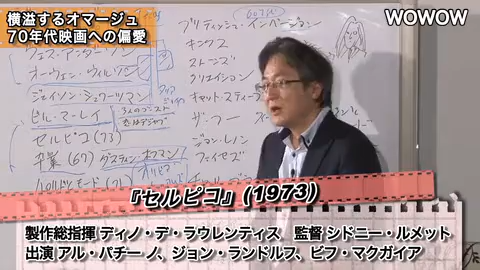 横溢するオマージュ
70年代映画への偏愛
WOWOW
ウェス・アンダーソン
オーウェン・ウィルソン
ジェイソン・シュワーツマン
ビル・マーレイ
セルピコ(73)
卒業(67) ダスティン・ホフマン
ブリティッシュ・インベーション
キンクス
ストーンズ
クリエイション
キャット・スティー
ザ・フー
ジョン・レノン
フェイセズ
『セルピコ』(1973)
製作総指揮 ディノ・デ・ラウレンティス、監督 シドニー・ルメット
出演 アル・パチーノ、ジョン・ランドルフ、ビフ・マクガイア